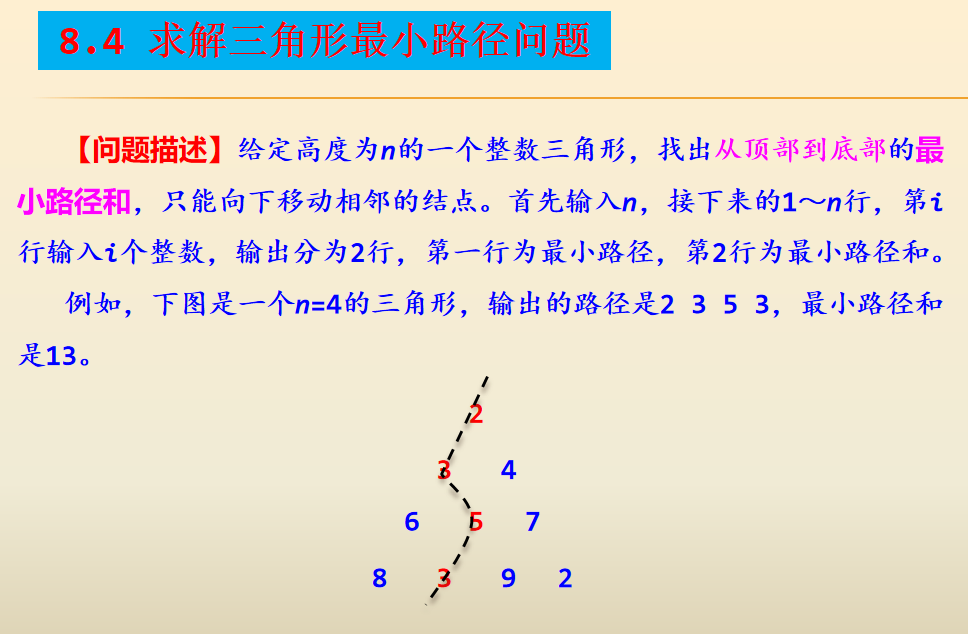 8.4 求解三角形最小路径问题
【问题描述】给定高度为n的一个整数三角形，找出从顶部到底部的最
小路径和，只能向下移动相邻的结点。首先输入n，接下来的1～n行，第i
行输入i个整数，输出分为2行，第一行为最小路径，第2行为最小路径和。
例如，下图是一个n=4的三角形，输出的路径是2 3 5 3，最小路径和
是13。
2
3 4
6 5 7
8 3 9 2